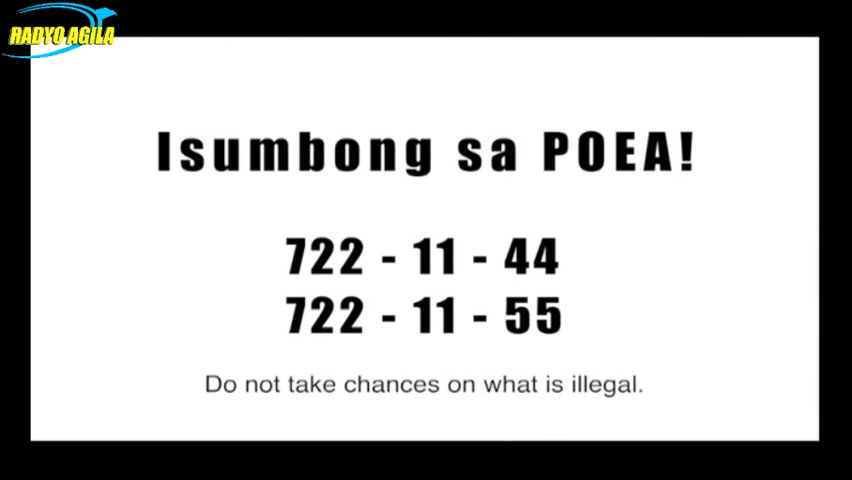 RADYO AGILA
Isumbong sa POEA!
722 - 11 - 44
722 - 11 - 55
Do not take chances on what is illegal.